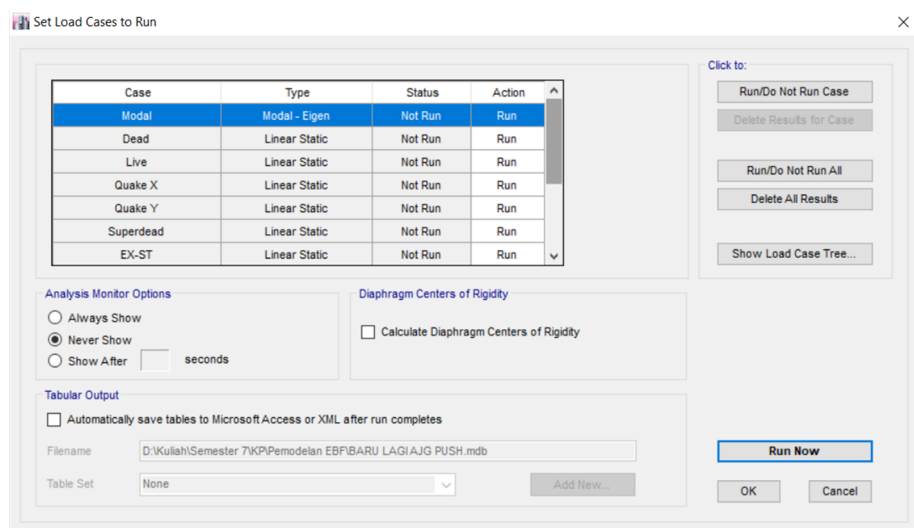 Set Load Cases to Run
Click to:
Case Type Status Action
Modal Modal - Eigen Not Run Run
Dead Linear Static Not Run Run
Live Linear Static Not Run Run
Quake X Linear Static Not Run Run
Quake Y Linear Static Not Run Run
Superdead Linear Static Not Run Run
EX-ST Linear Static Not Run Run
Run/Do Not Run Case
Delete Results for Case
Run/Do Not Run All
Delete All Results
Show Load Case Tree...
Analysis Monitor Options
Always Show
Never Show
Show After seconds
Diaphragm Centers of Rigidity
Calculate Diaphragm Centers of Rigidity
Tabular Output
Automatically save tables to Microsoft Access or XML after run completes
Filename D:\Kuliah\Semester 7\KP\Pemodelan EBF\BARU LAGI AJG PUSH.mdb
Table Set None Add New...
Run Now
OK Cancel